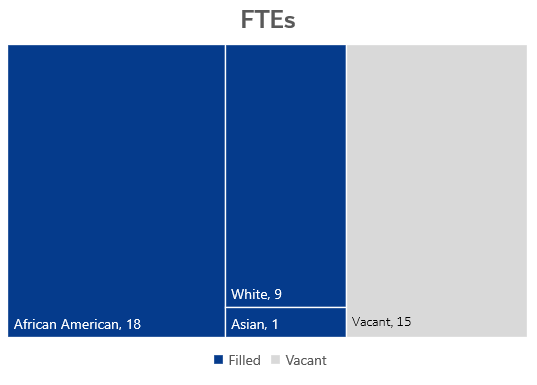 FTEs
African American, 18
White, 9
Asian, 1
Vacant, 15
Filled
Vacant